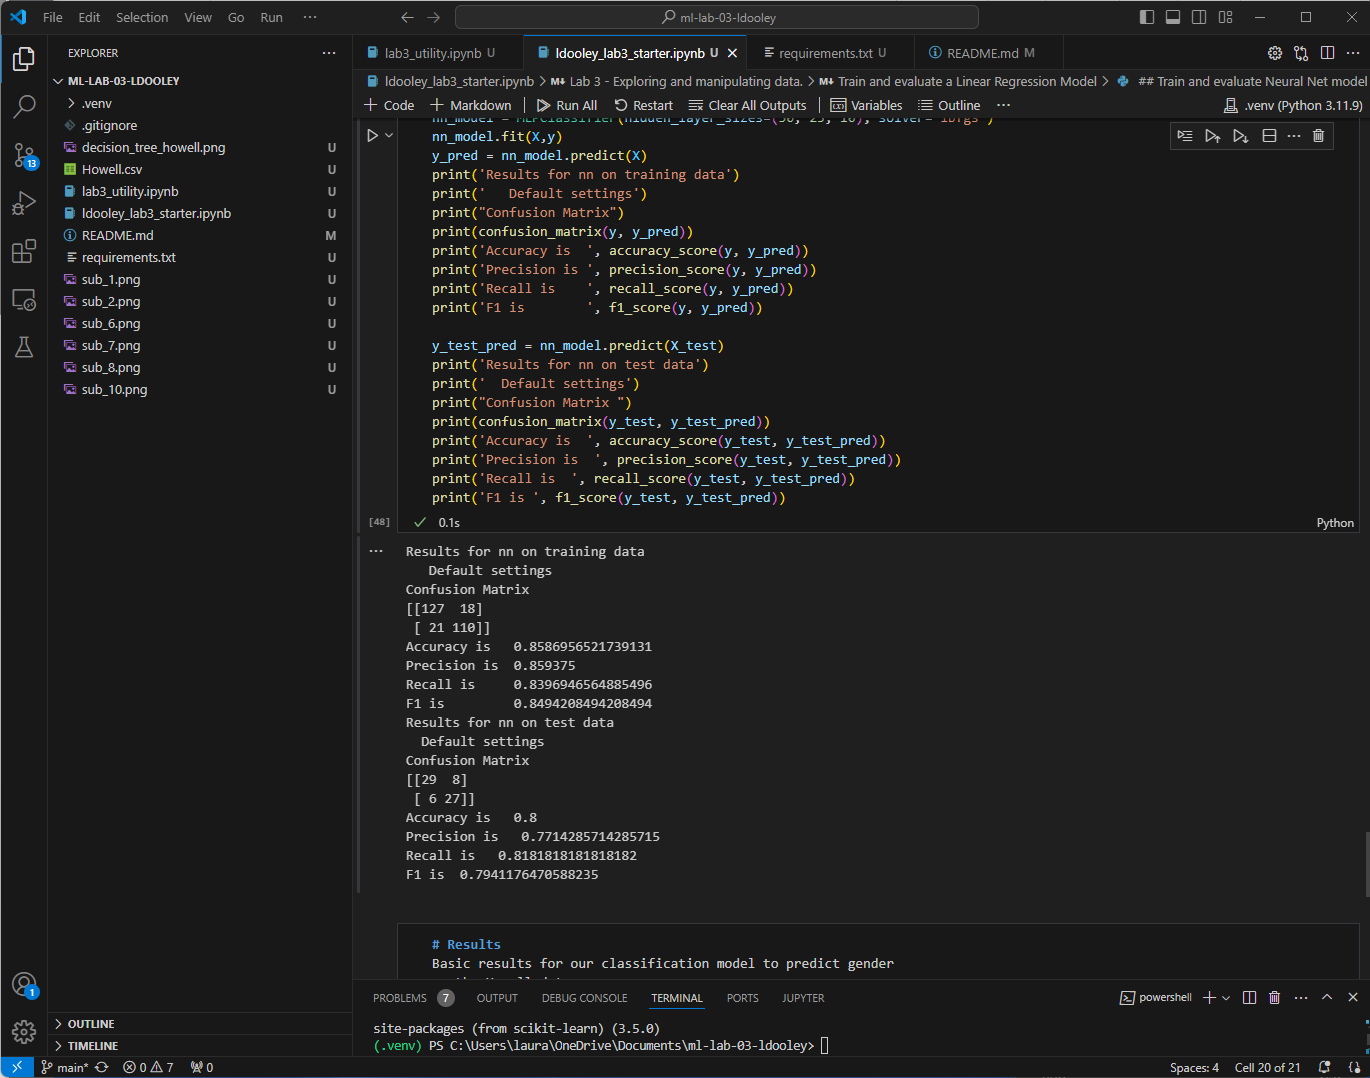 File Edit Selection View Go Run ···
ml-lab-03-ldooley
EXPLORER ···
ML-LAB-03-LDOOLEY
.venv
.gitignore
decision_tree_howell.png U
Howell.csv U
lab3_utility.ipynb U
ldooley_lab3_starter.ipynb U
README.md M
requirements.txt U
sub_1.png U
sub_2.png U
sub_6.png U
sub_7.png U
sub_8.png U
sub_10.png U
OUTLINE
TIMELINE
13
1
lab3_utility.ipynb U ldooley_lab3_starter.ipynb U requirements.txt U README.md M
ldooley_lab3_starter.ipynb > M↓ Lab 3 - Exploring and manipulating data. > M↓ Train and evaluate a Linear Regression Model > ## Train and evaluate Neural Net model
+ Code + Markdown | Run All Restart Clear All Outputs | Variables Outline ··· .venv (Python 3.11.9)
nn_model = MLPClassifier(hidden_layer_sizes=(50, 25, 10), solver='lbfgs')
nn_model.fit(X,y)
y_pred = nn_model.predict(X)
print('Results for nn on training data')
print('   Default settings')
print("Confusion Matrix")
print(confusion_matrix(y, y_pred))
print('Accuracy is  ', accuracy_score(y, y_pred))
print('Precision is ', precision_score(y, y_pred))
print('Recall is    ', recall_score(y, y_pred))
print('F1 is        ', f1_score(y, y_pred))
y_test_pred = nn_model.predict(X_test)
print('Results for nn on test data')
print('  Default settings')
print("Confusion Matrix ")
print(confusion_matrix(y_test, y_test_pred))
print('Accuracy is  ', accuracy_score(y_test, y_test_pred))
print('Precision is  ', precision_score(y_test, y_test_pred))
print('Recall is  ', recall_score(y_test, y_test_pred))
print('F1 is ', f1_score(y_test, y_test_pred))
[48] ✓ 0.1s Python
Results for nn on training data
   Default settings
Confusion Matrix
[[127  18]
 [ 21 110]]
Accuracy is   0.8586956521739131
Precision is  0.859375
Recall is     0.8396946564885496
F1 is         0.8494208494208494
Results for nn on test data
  Default settings
Confusion Matrix
[[29  8]
 [ 6 27]]
Accuracy is   0.8
Precision is   0.7714285714285715
Recall is   0.8181818181818182
F1 is  0.7941176470588235
# Results
Basic results for our classification model to predict gender
PROBLEMS 7 OUTPUT DEBUG CONSOLE TERMINAL PORTS JUPYTER powershell
site-packages (from scikit-learn) (3.5.0)
(.venv) PS C:\Users\laura\OneDrive\Documents\ml-lab-03-ldooley>
main* 0 7 0 Spaces: 4 Cell 20 of 21